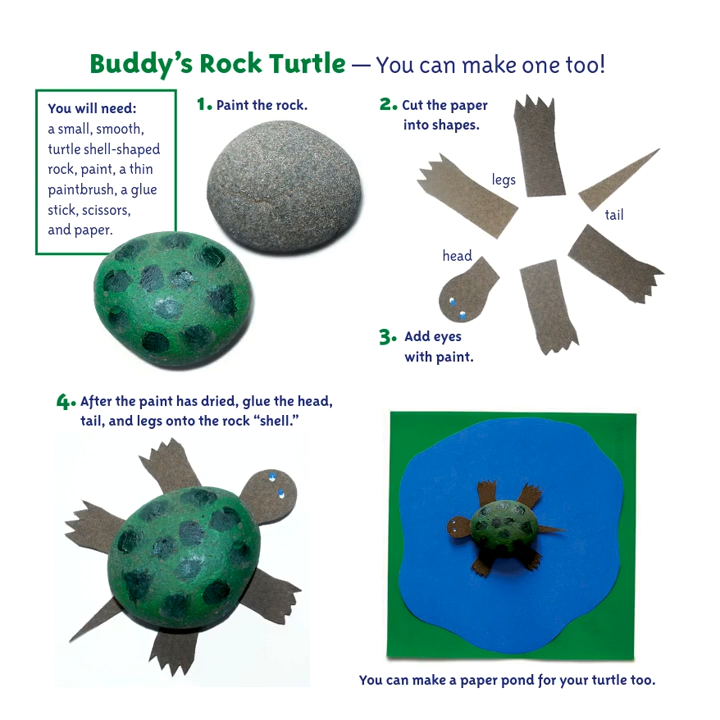 Buddy's Rock Turtle — You can make one too!
You will need:
a small, smooth,
turtle shell-shaped
rock, paint, a thin
paintbrush, a glue
stick, scissors,
and paper.
1. Paint the rock.
2. Cut the paper
into shapes.
legs
tail
head
3. Add eyes
with paint.
4. After the paint has dried, glue the head,
tail, and legs onto the rock “shell.”
You can make a paper pond for your turtle too.